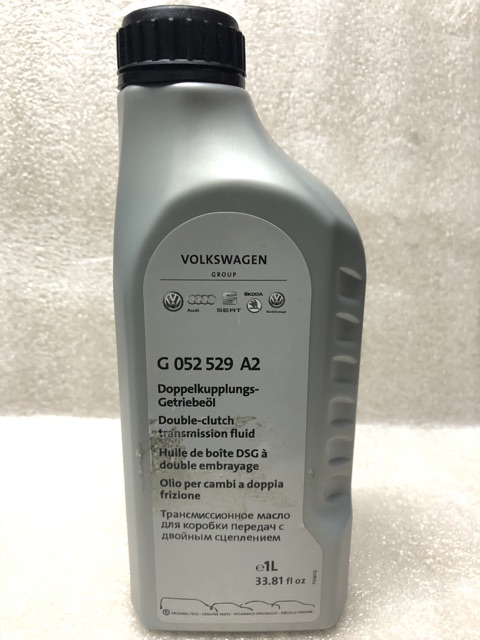 VOLKSWAGEN
GROUP
Audi SEAT ŠKODA
G 052 529 A2
Doppelkupplungs-
Getriebeöl
Double-clutch
transmission fluid
Huile de boîte DSG à
double embrayage
Olio per cambi a doppia
frizione
Трансмиссионное масло
для коробки передач с
двойным сцеплением
e1L
33.81 fl oz